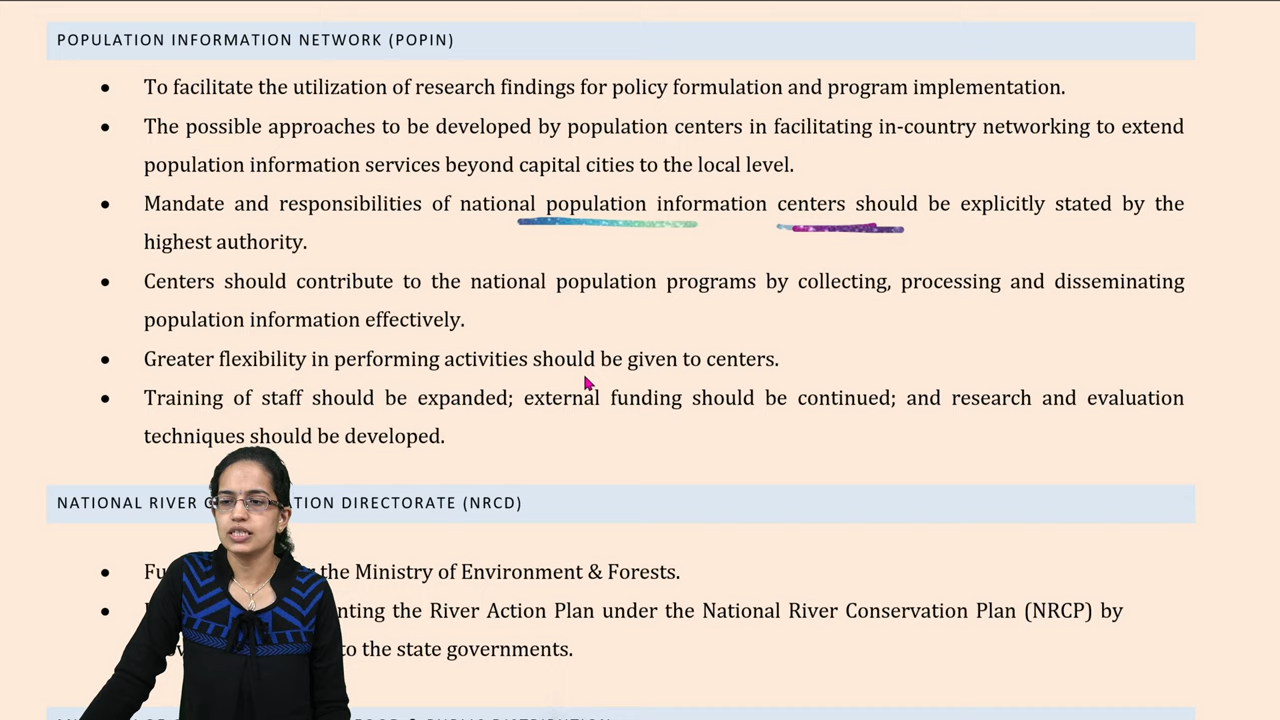 POPULATION INFORMATION NETWORK (POPIN)
• To facilitate the utilization of research findings for policy formulation and program implementation.
• The possible approaches to be developed by population centers in facilitating in-country networking to extend
population information services beyond capital cities to the local level.
• Mandate and responsibilities of national population information centers should be explicitly stated by the
highest authority.
• Centers should contribute to the national population programs by collecting, processing and disseminating
population information effectively.
• Greater flexibility in performing activities should be given to centers.
• Training of staff should be expanded; external funding should be continued; and research and evaluation
techniques should be developed.
NATIONAL RIVER DIRECTORATE (NRCD)
• the Ministry of Environment & Forests.
• the River Action Plan under the National River Conservation Plan (NRCP) by
to the state governments.